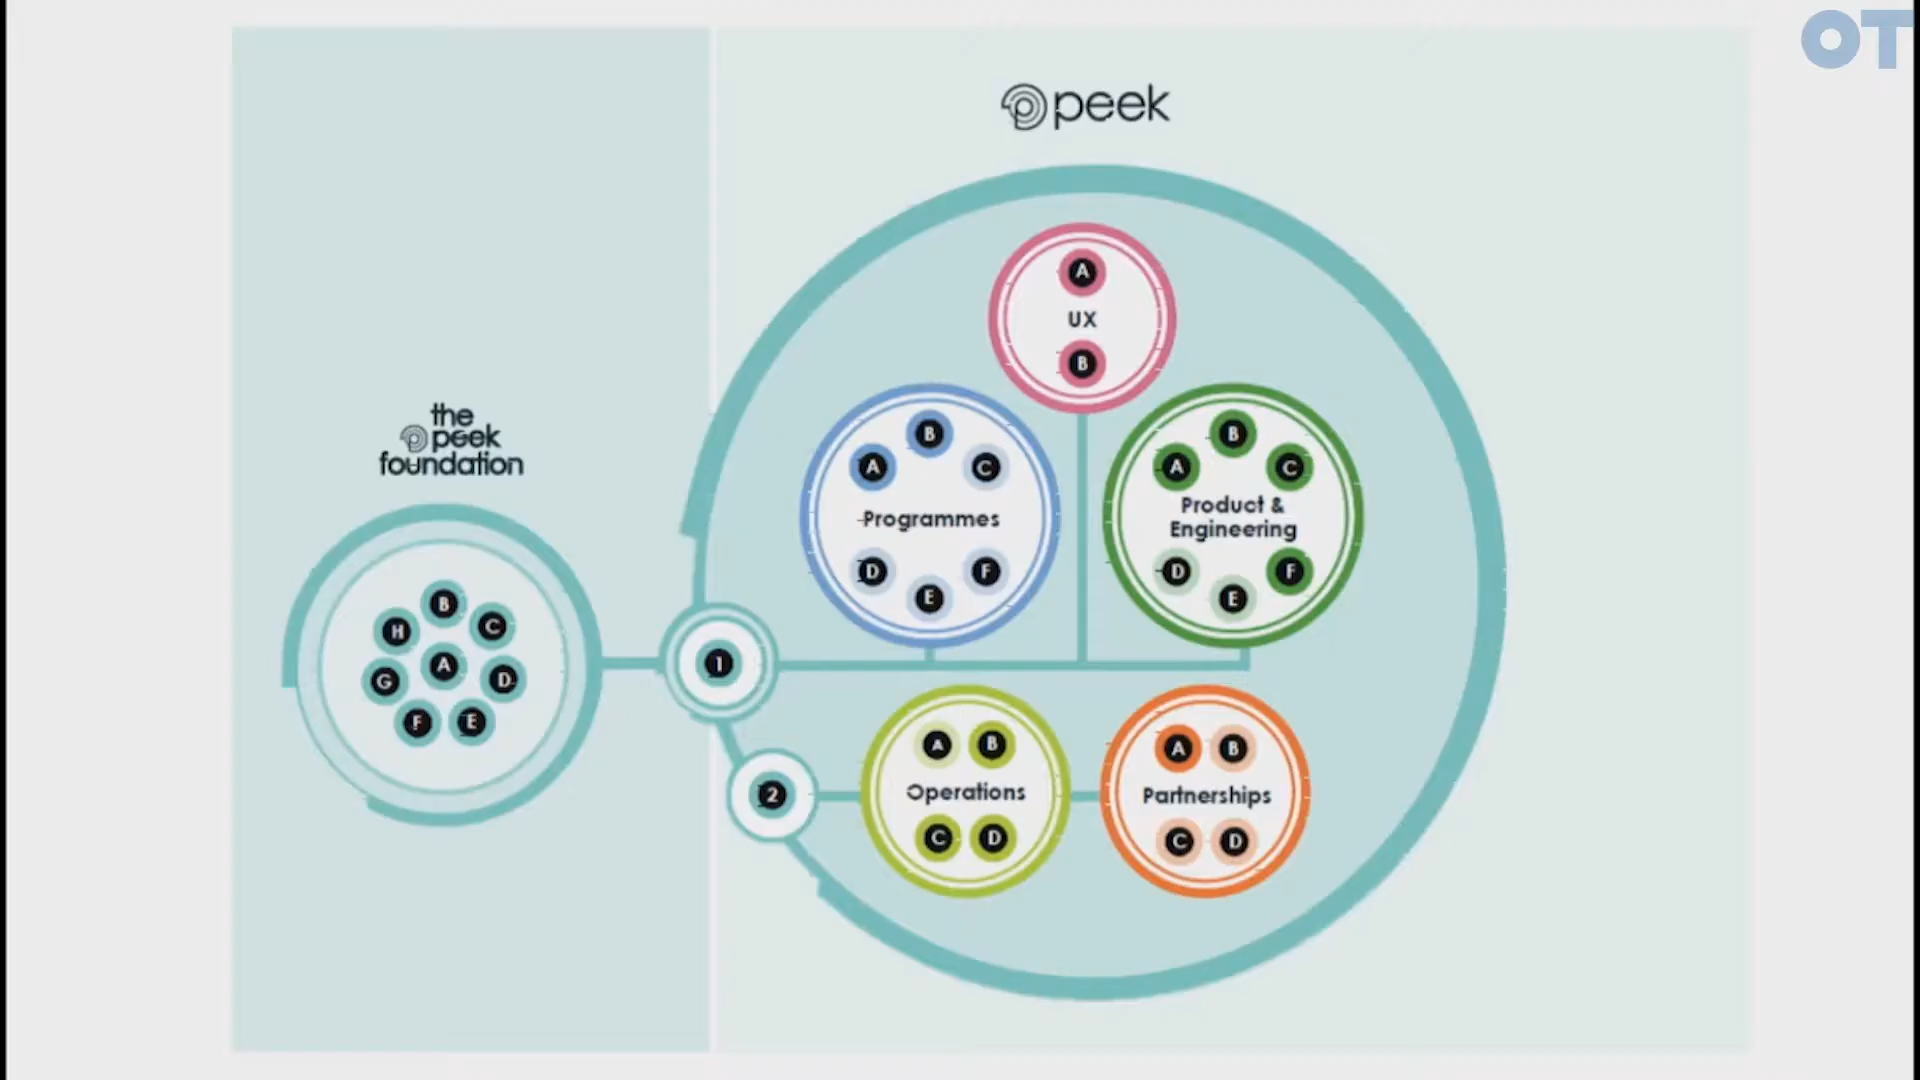 OT
peek
the
peek
foundation
B
H
C
A
G
D
F
E
1
2
A
UX
B
B
A
C
Programmes
D
F
E
B
A
C
Product &
Engineering
D
F
E
A
B
Operations
C
D
A
B
Partnerships
C
D